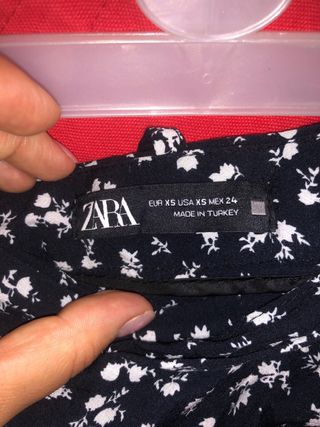 ZARA
EUR XS USA XS MEX 24
MADE IN TURKEY